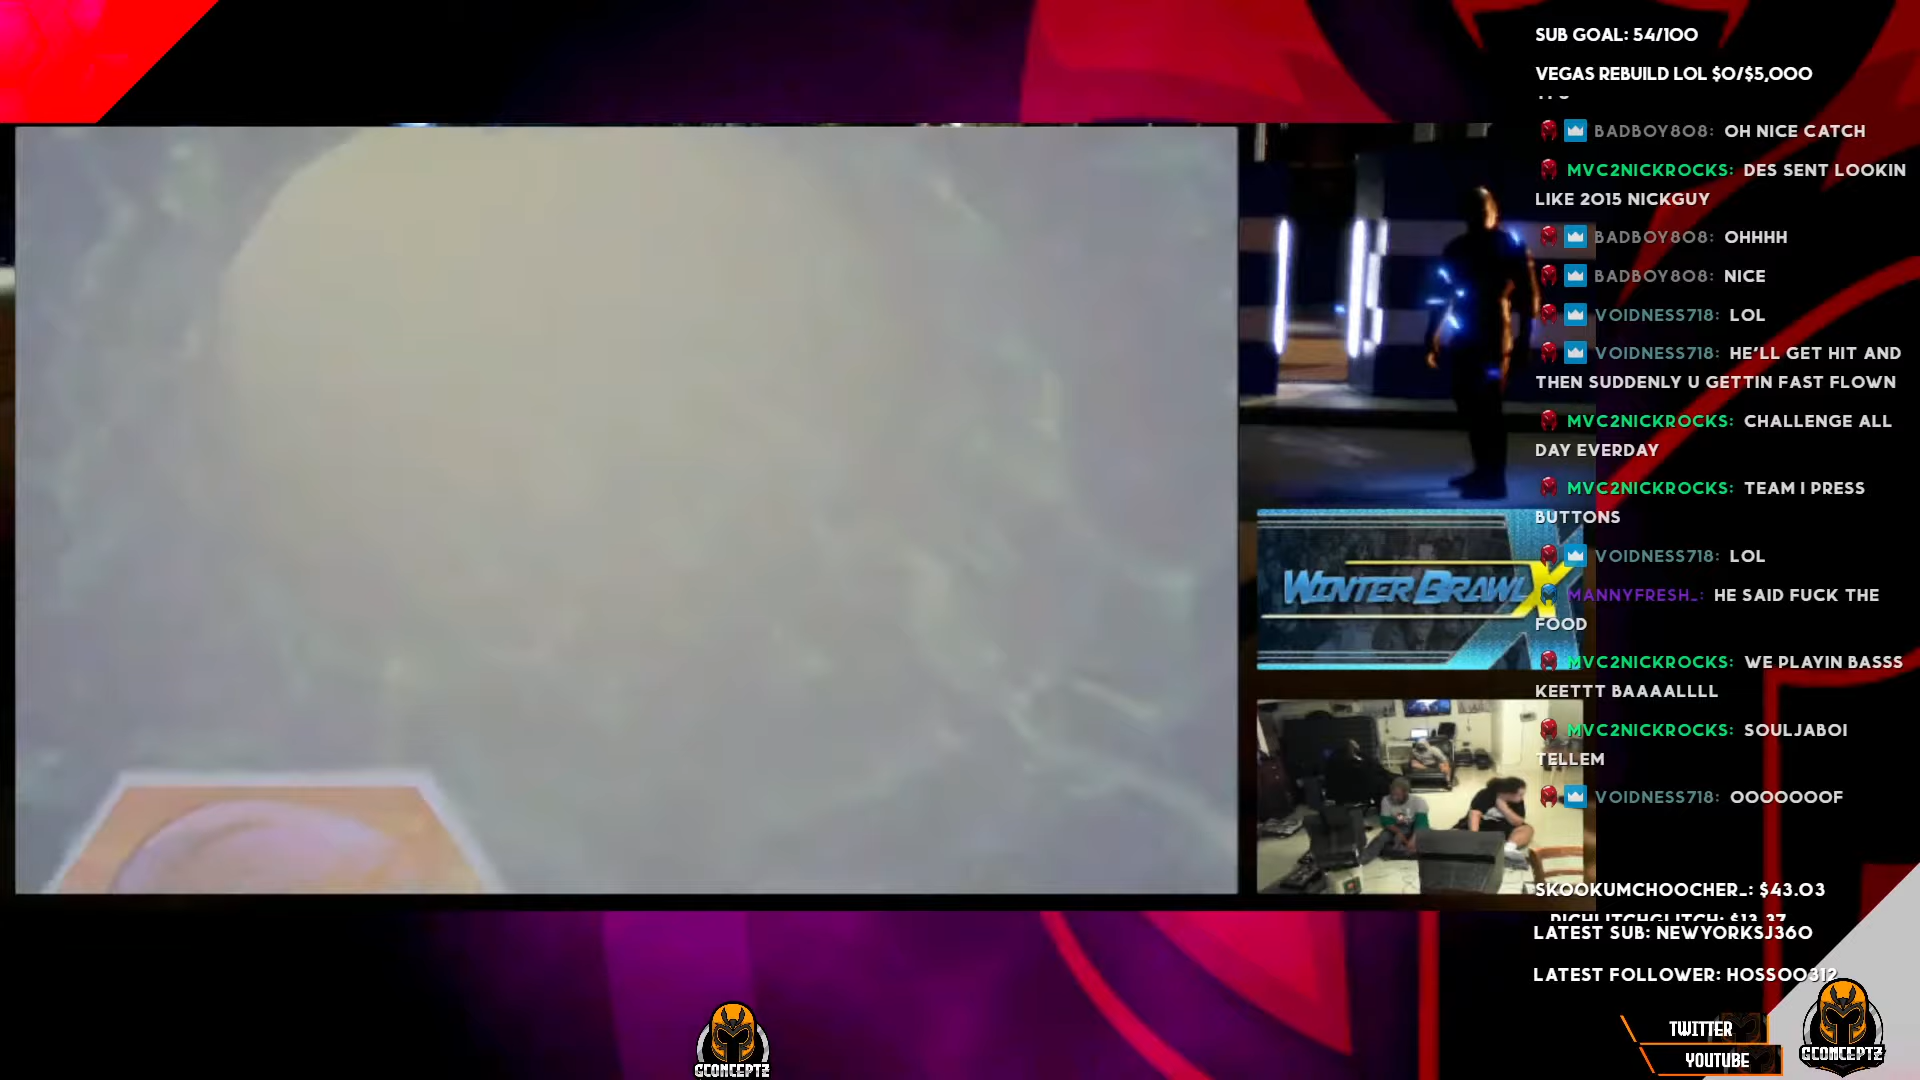 SUB GOAL: 54/100
VEGAS REBUILD LOL $0/$5,000
BADBOY808: OH NICE CATCH
MVC2NICKROCKS: DES SENT LOOKIN
LIKE 2015 NICKGUY
BADBOY808: OHHHH
BADBOY808: NICE
VOIDNESS718: LOL
VOIDNESS718: HE'LL GET HIT AND
THEN SUDDENLY U GETTIN FAST FLOWN
MVC2NICKROCKS: CHALLENGE ALL
DAY EVERDAY
MVC2NICKROCKS: TEAM I PRESS
BUTTONS
VOIDNESS718: LOL
MANNYFRESH_: HE SAID FUCK THE
FOOD
MVC2NICKROCKS: WE PLAYIN BASSS
KEETTT BAAAALLLL
MVC2NICKROCKS: SOULJABOI
TELLEM
VOIDNESS718: OOOOOOOF
WINTER BRAWL X
SKOOKUMCHOOCHER_: $43.03
RICHLITCHGLITCH: $13.37
LATEST SUB: NEWYORKSJ360
LATEST FOLLOWER: HOSSOO312
TWITTER
YOUTUBE
GCONCEPTZ
GCONCEPTZ